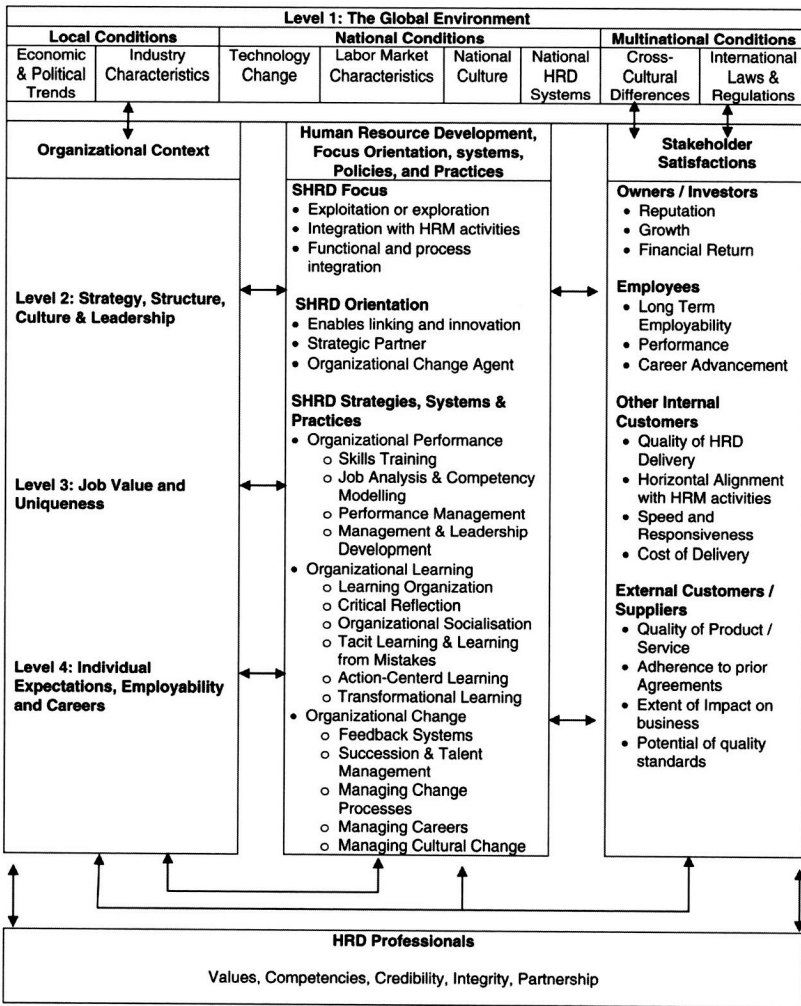 Level 1: The Global Environment
Local Conditions
National Conditions
Multinational Conditions
Economic
& Political
Trends
Industry
Characteristics
Technology
Change
Labor Market
Characteristics
National
Culture
National
HRD
Systems
Cross-
Cultural
Differences
International
Laws &
Regulations
Organizational Context
Level 2: Strategy, Structure,
Culture & Leadership
Level 3: Job Value and
Uniqueness
Level 4: Individual
Expectations, Employability
and Careers
Human Resource Development,
Focus Orientation, systems,
Policies, and Practices
SHRD Focus
• Exploitation or exploration
• Integration with HRM activities
• Functional and process
integration
SHRD Orientation
• Enables linking and innovation
• Strategic Partner
• Organizational Change Agent
SHRD Strategies, Systems &
Practices
• Organizational Performance
o Skills Training
o Job Analysis & Competency
Modelling
o Performance Management
o Management & Leadership
Development
• Organizational Learning
o Learning Organization
o Critical Reflection
o Organizational Socialisation
o Tacit Learning & Learning
from Mistakes
o Action-Centerd Learning
o Transformational Learning
• Organizational Change
o Feedback Systems
o Succession & Talent
Management
o Managing Change
Processes
o Managing Careers
o Managing Cultural Change
Stakeholder
Satisfactions
Owners / Investors
• Reputation
• Growth
• Financial Return
Employees
• Long Term
Employability
• Performance
• Career Advancement
Other Internal
Customers
• Quality of HRD
Delivery
• Horizontal Alignment
with HRM activities
• Speed and
Responsiveness
• Cost of Delivery
External Customers /
Suppliers
• Quality of Product /
Service
• Adherence to prior
Agreements
• Extent of Impact on
business
• Potential of quality
standards
HRD Professionals
Values, Competencies, Credibility, Integrity, Partnership